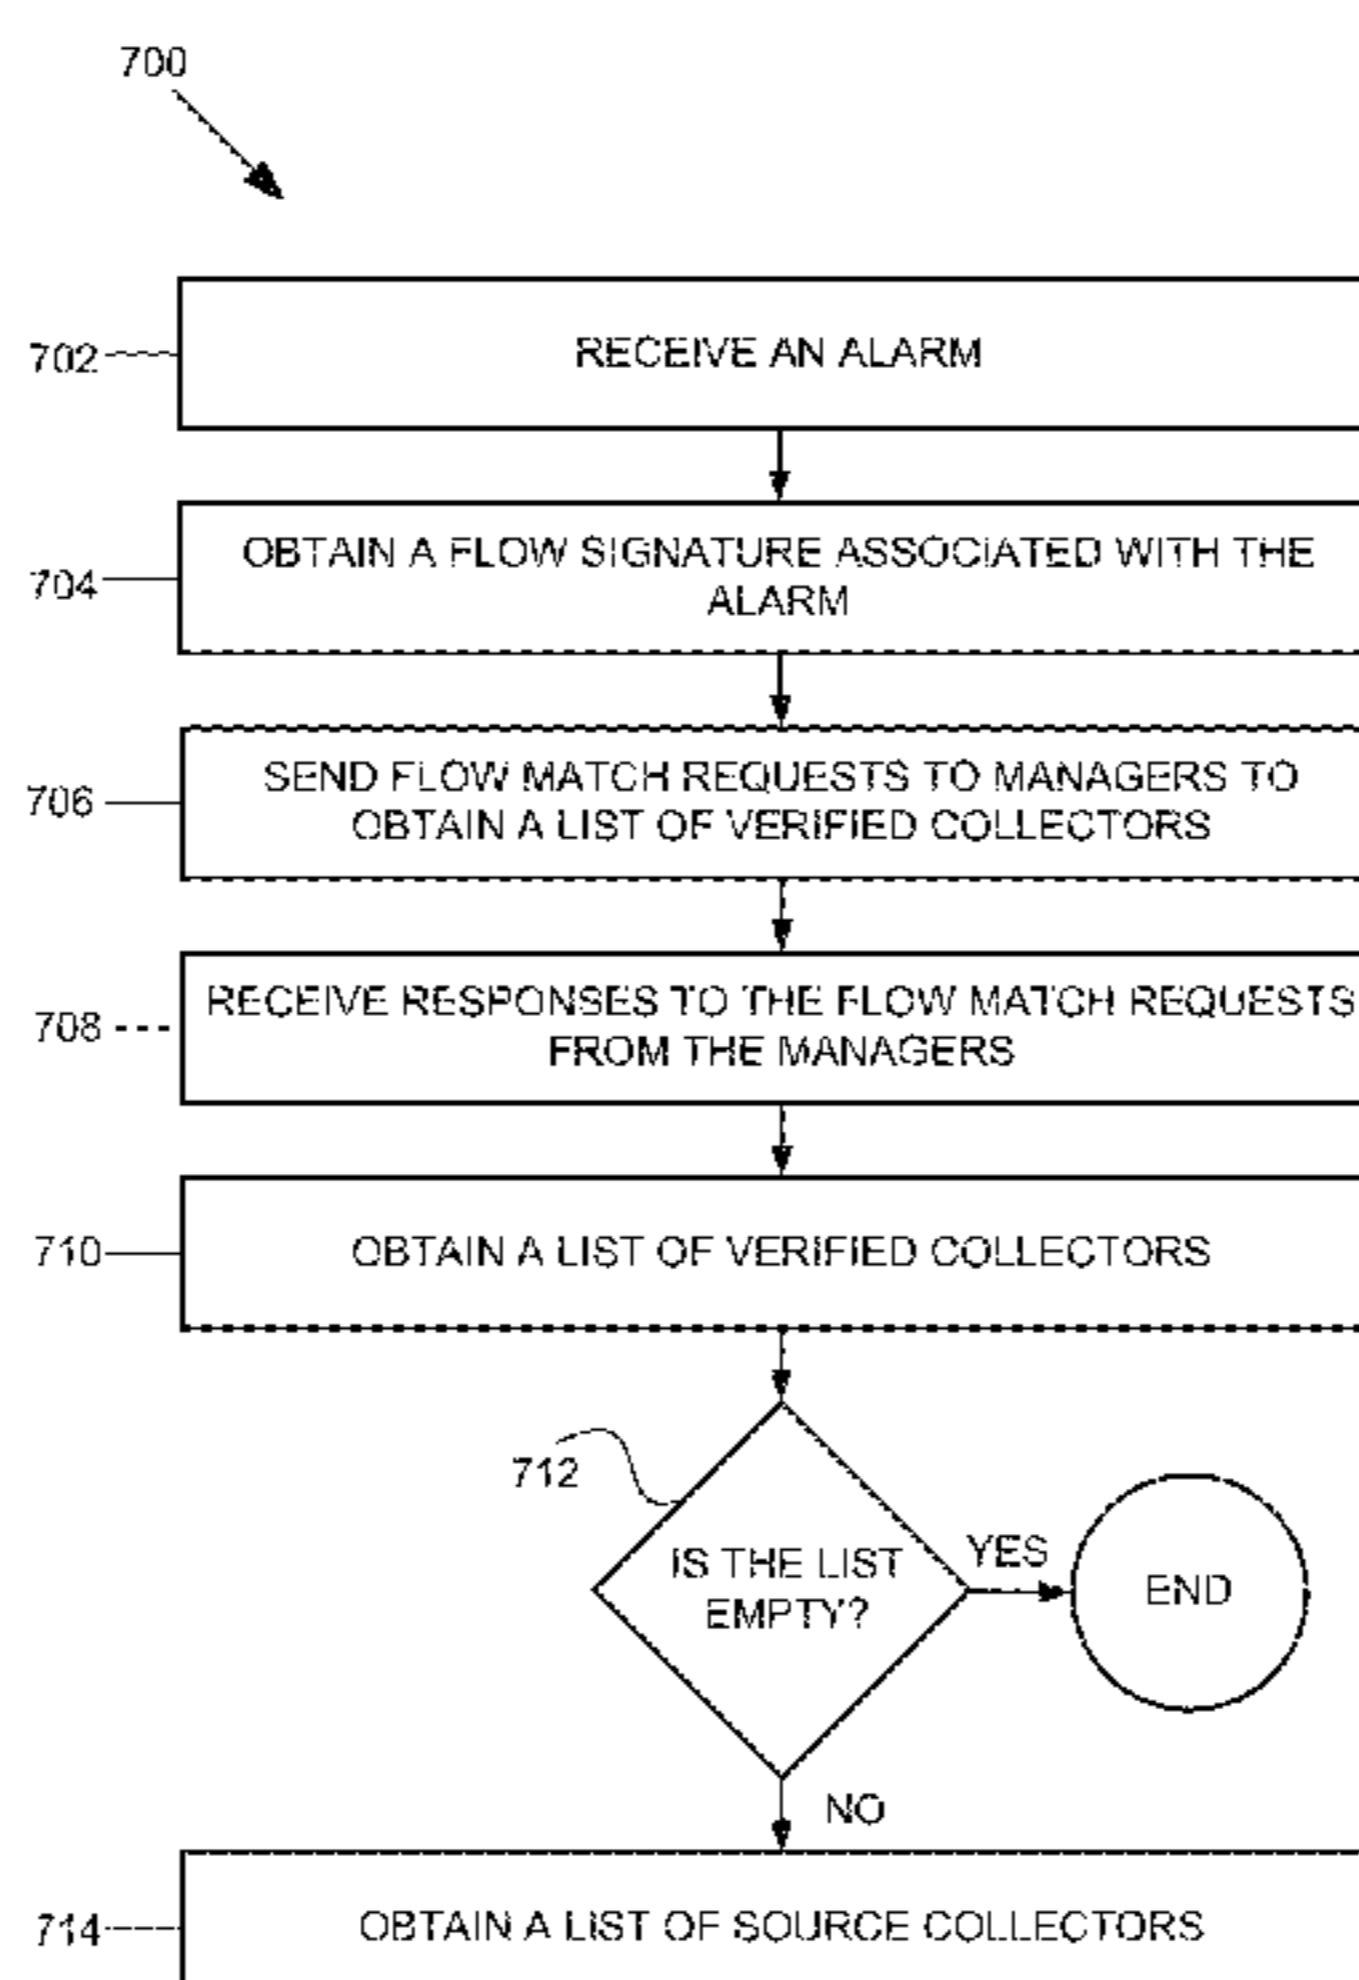 700
702
RECEIVE AN ALARM
704
OBTAIN A FLOW SIGNATURE ASSOCIATED WITH THE
ALARM
706
SEND FLOW MATCH REQUESTS TO MANAGERS TO
OBTAIN A LIST OF VERIFIED COLLECTORS
708
RECEIVE RESPONSES TO THE FLOW MATCH REQUESTS
FROM THE MANAGERS
710
OBTAIN A LIST OF VERIFIED COLLECTORS
712
IS THE LIST
EMPTY?
YES
END
NO
714
OBTAIN A LIST OF SOURCE COLLECTORS